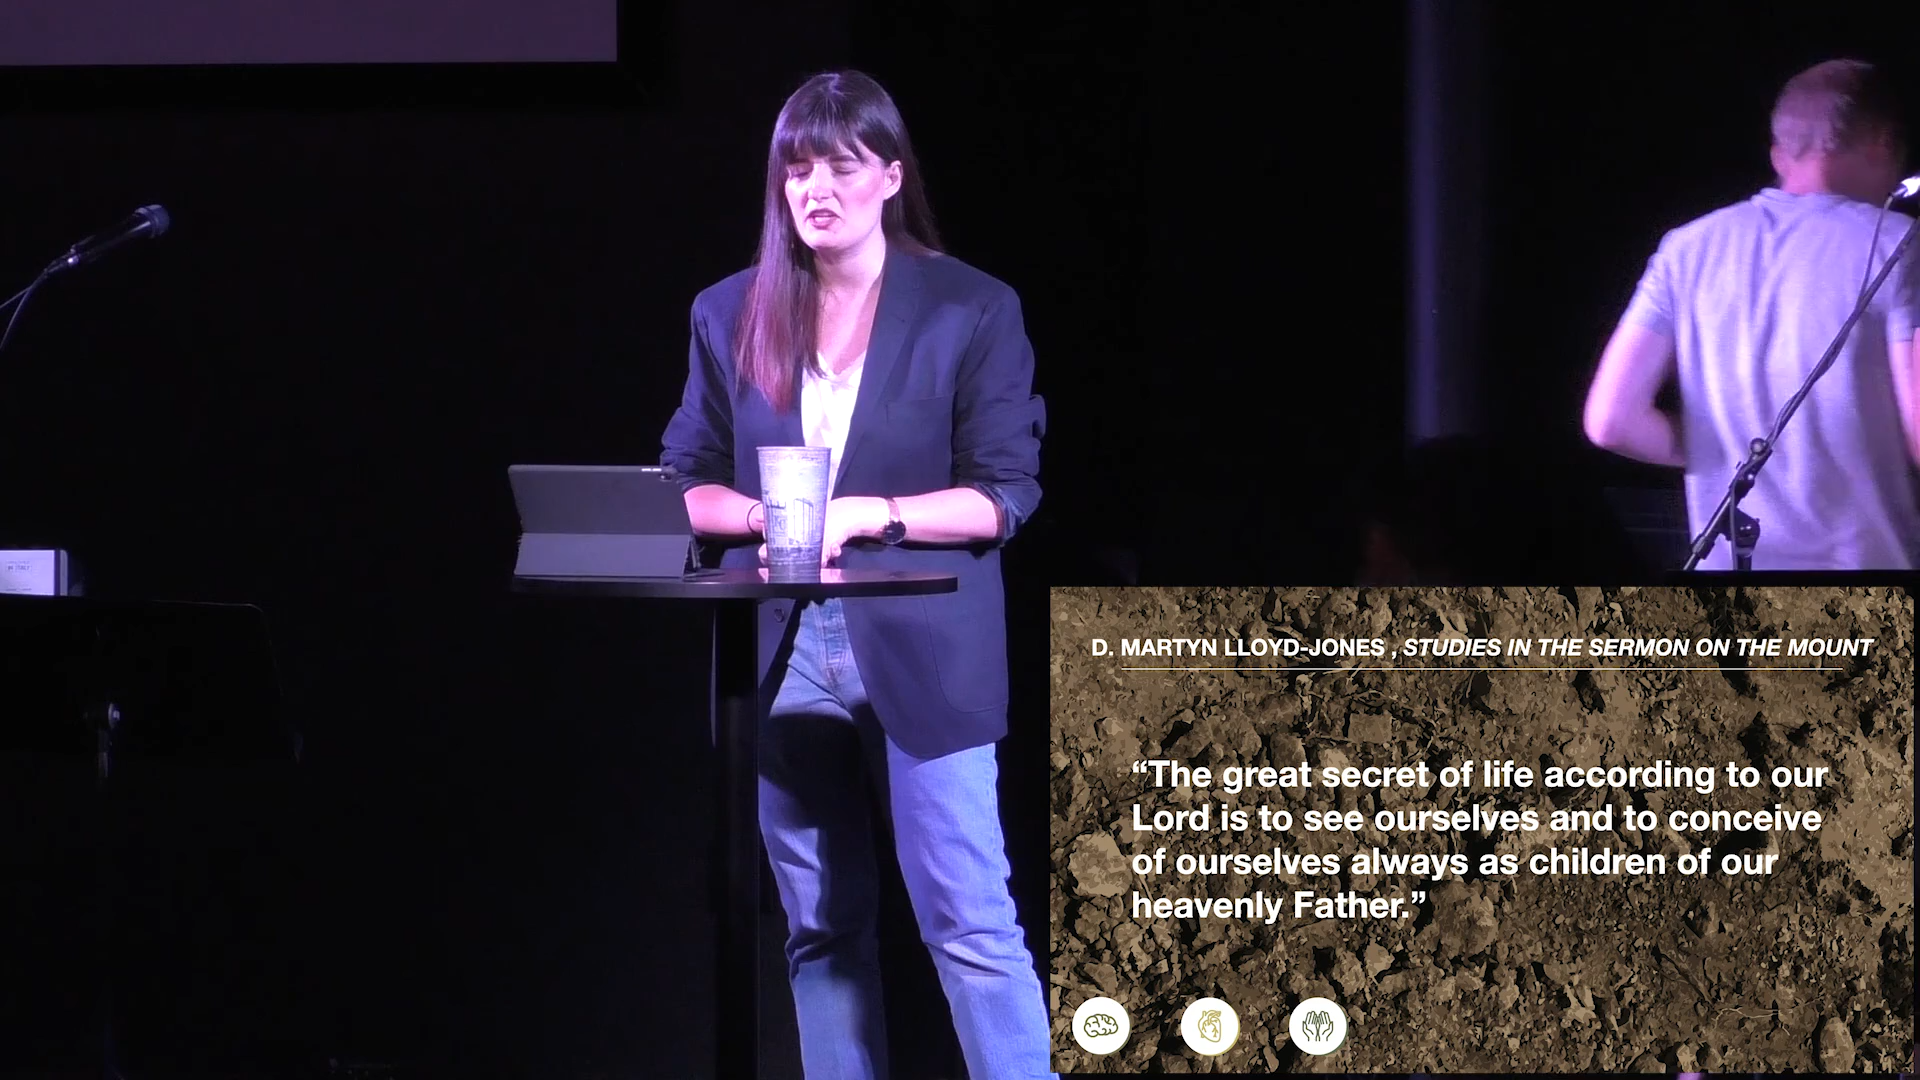 D. MARTYN LLOYD-JONES , STUDIES IN THE SERMON ON THE MOUNT
“The great secret of life according to our
Lord is to see ourselves and to conceive
of ourselves always as children of our
heavenly Father.”